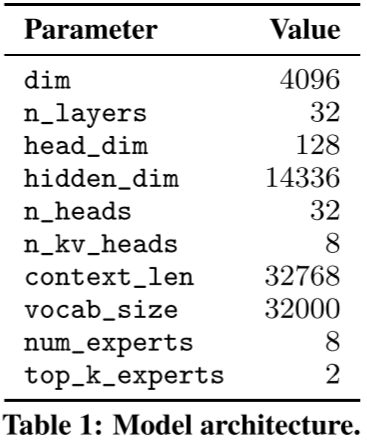 Parameter Value
dim 4096
n_layers 32
head_dim 128
hidden_dim 14336
n_heads 32
n_kv_heads 8
context_len 32768
vocab_size 32000
num_experts 8
top_k_experts 2
Table 1: Model architecture.